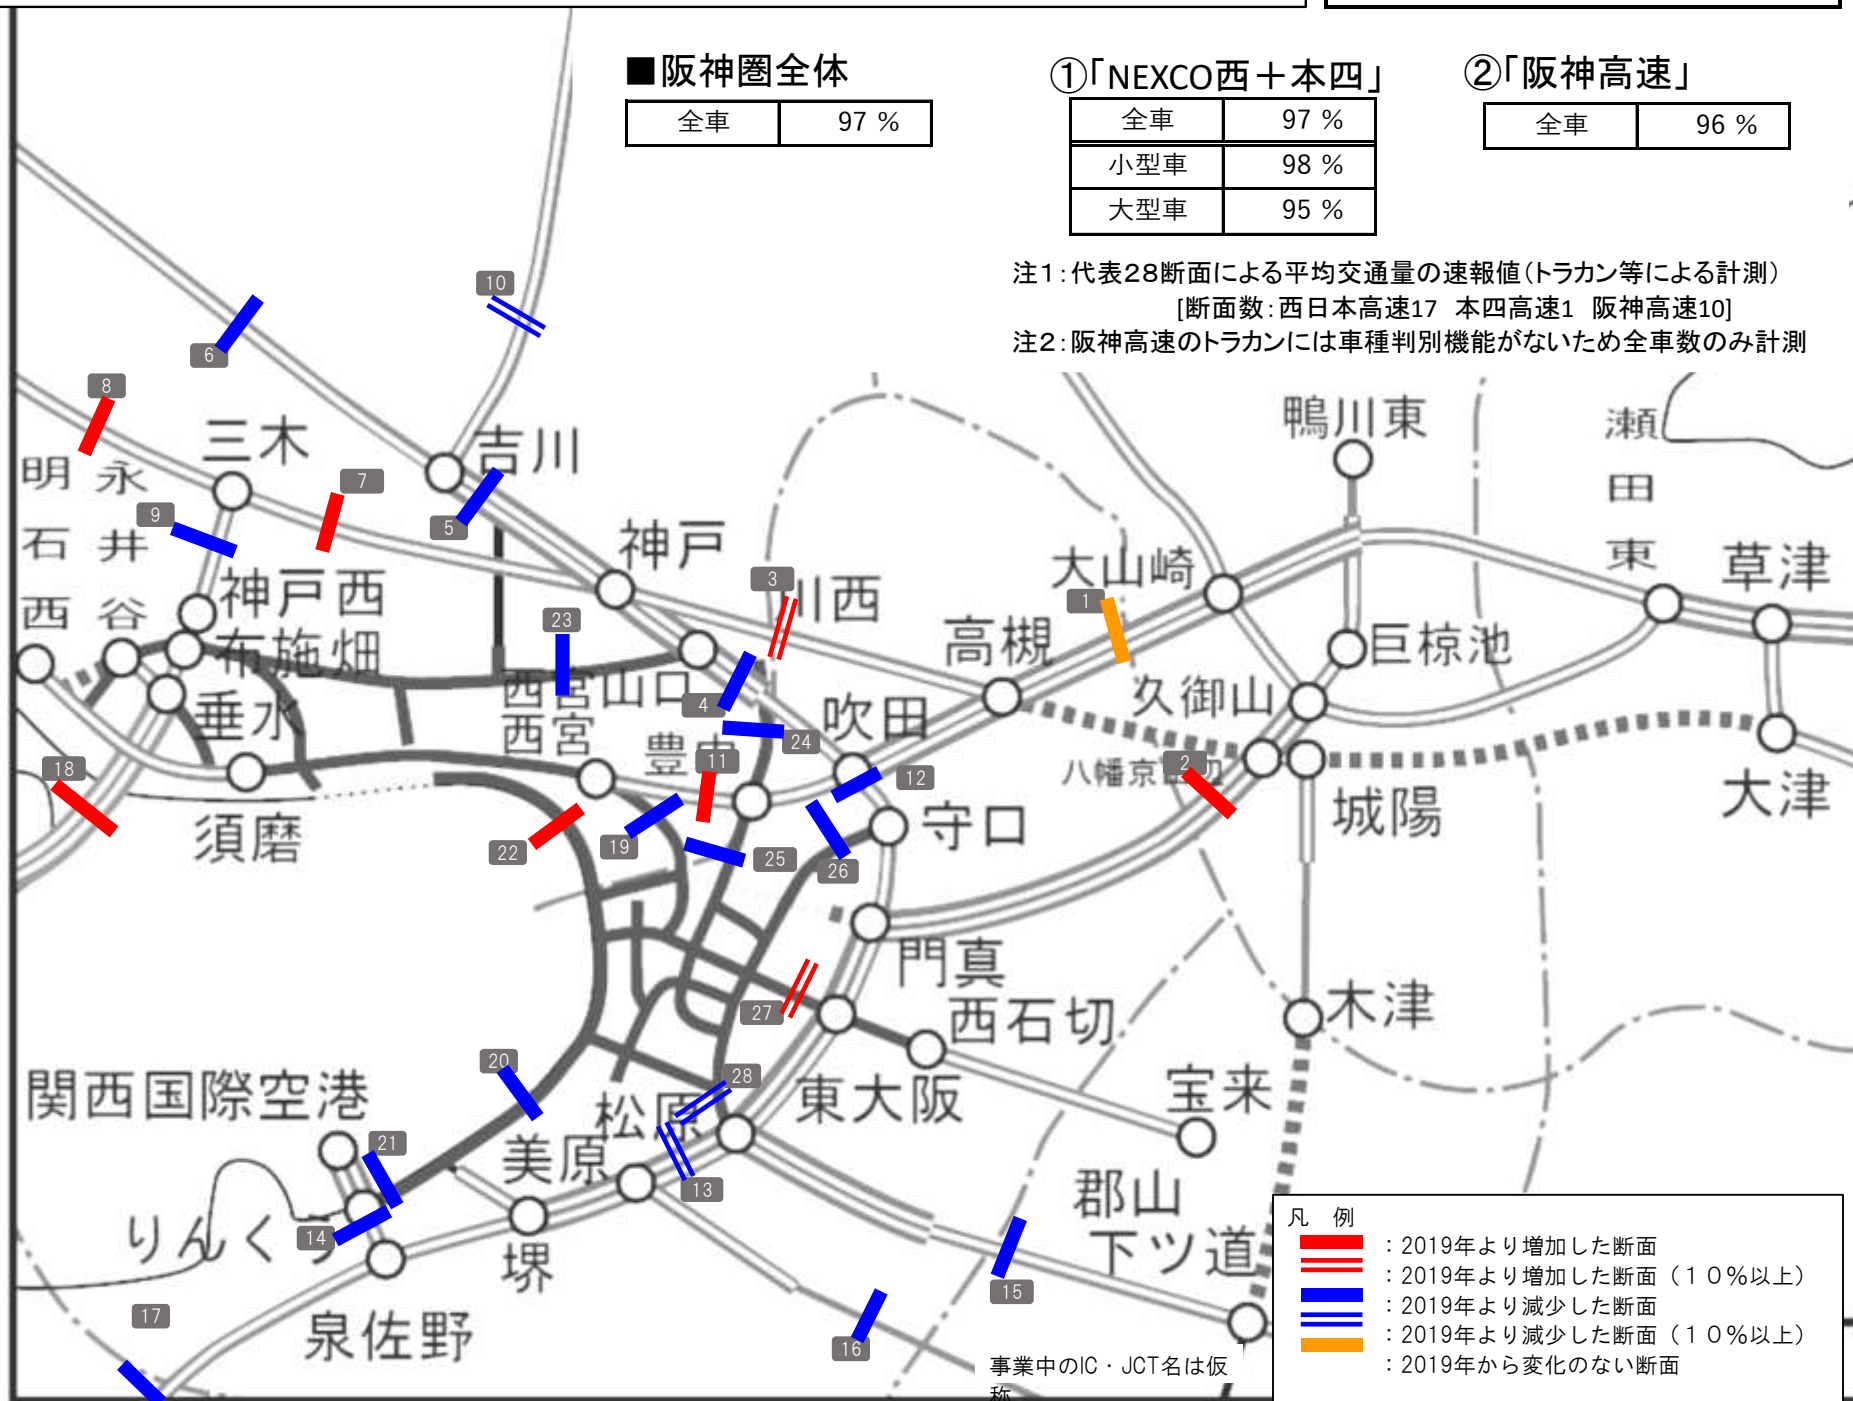 ■阪神圏全体
全車 97 %
①「NEXCO西＋本四」
全車 97 %
小型車 98 %
大型車 95 %
②「阪神高速」
全車 96 %
注１：代表２８断面による平均交通量の速報値（トラカン等による計測）
［断面数：西日本高速17 本四高速1 阪神高速10］
注２：阪神高速のトラカンには車種判別機能がないため全車数のみ計測
10
6
8
三木
吉川
鴨川東
瀬田東
明石西
永井谷
7
9
5
神戸
大山崎
草津
3
川西
1
神戸西
布施畑
23
高槻
巨椋池
西宮山口
西宮
4
久御山
垂水
吹田
24
豊中
11
12
2
八幡京田辺
18
大津
城陽
須磨
守口
22
19
25
26
門真
27
西石切
木津
20
28
関西国際空港
松原
東大阪
宝来
21
美原
13
郡山
下ツ道
14
りんくう
堺
15
17
泉佐野
16
事業中のIC・JCT名は仮
称
凡 例
：2019年より増加した断面
：2019年より増加した断面（１０％以上）
：2019年より減少した断面
：2019年より減少した断面（１０％以上）
：2019年から変化のない断面